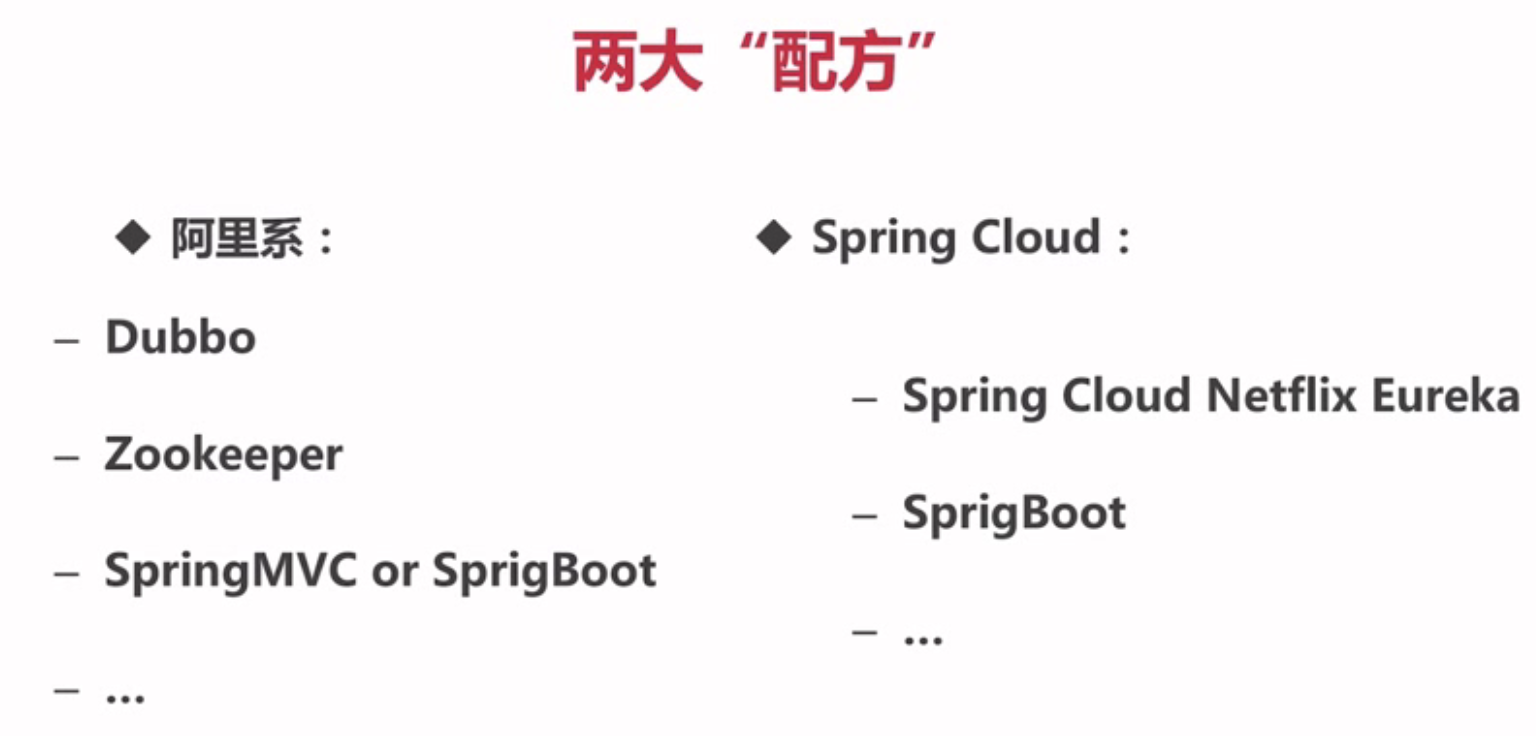 两大“配方”
◆ 阿里系：
– Dubbo
– Zookeeper
– SpringMVC or SprigBoot
– ...
◆ Spring Cloud：
– Spring Cloud Netflix Eureka
– SprigBoot
– ...